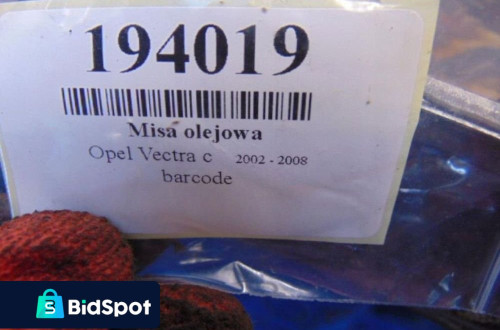 194019
Misa olejowa
Opel Vectra c 2002 - 2008
barcode
S
BidSpot